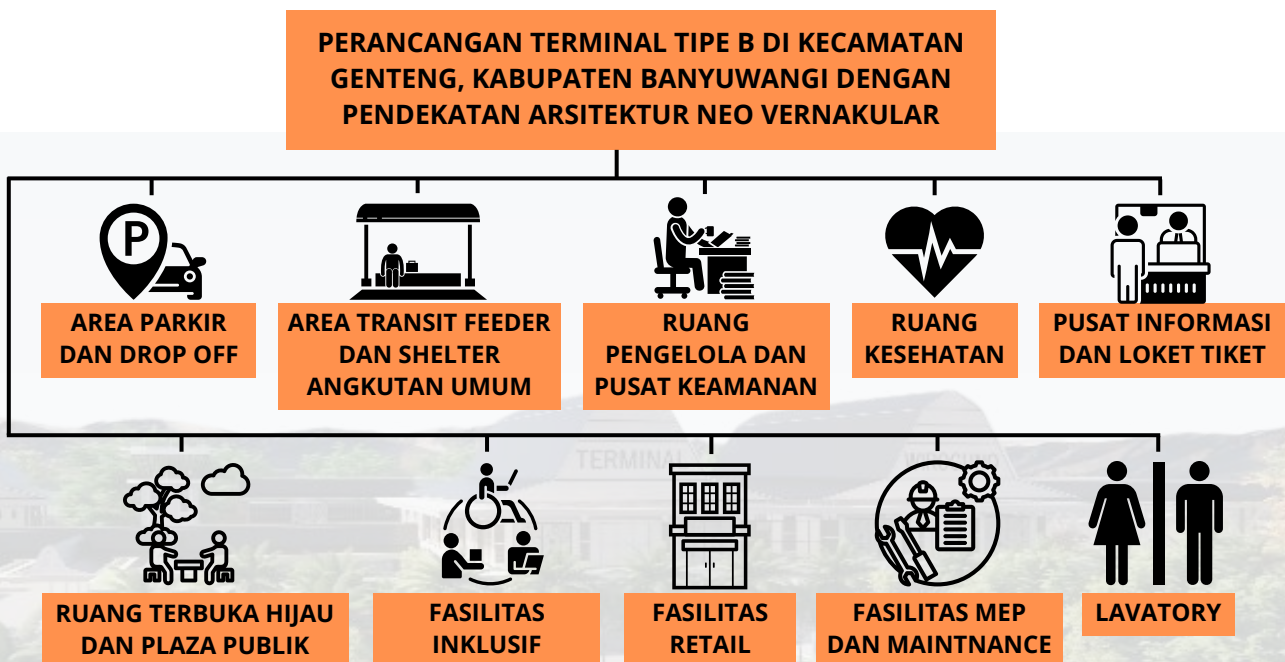 PERANCANGAN TERMINAL TIPE B DI KECAMATAN
GENTENG, KABUPATEN BANYUWANGI DENGAN
PENDEKATAN ARSITEKTUR NEO VERNAKULAR
P
AREA PARKIR
DAN DROP OFF
AREA TRANSIT FEEDER
DAN SHELTER
ANGKUTAN UMUM
RUANG
PENGELOLA DAN
PUSAT KEAMANAN
RUANG
KESEHATAN
PUSAT INFORMASI
DAN LOKET TIKET
TERMINAL
RUANG TERBUKA HIJAU
DAN PLAZA PUBLIK
FASILITAS
INKLUSIF
FASILITAS
RETAIL
FASILITAS MEP
DAN MAINTNANCE
LAVATORY